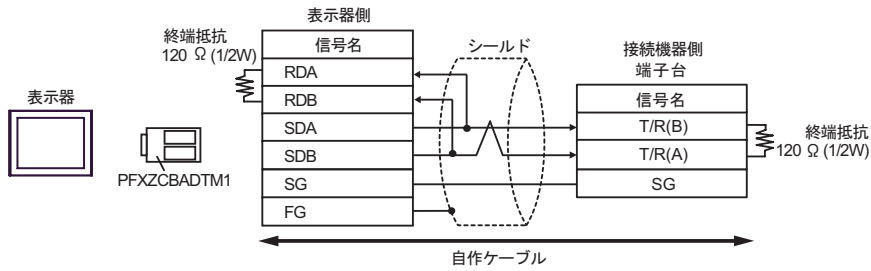 表示器側
終端抵抗
120 Ω (1/2W)
信号名
RDA
RDB
SDA
SDB
SG
FG
シールド
接続機器側
端子台
信号名
T/R(B)
T/R(A)
SG
終端抵抗
120 Ω (1/2W)
表示器
PFXZCBADTM1
自作ケーブル